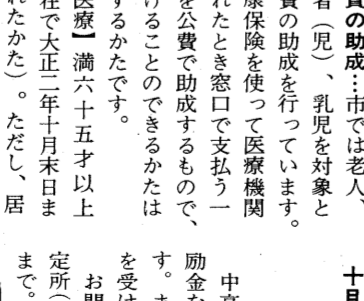 費の助成…市では老人、
者（児）、乳児を対象と
費の助成を行っています。
康保険を使って医療機関
れたとき窓口で支払う一
を公費で助成するもので、
けることのできるかたは
するかたです。
医療】満六十五才以上
在で大正二年十月末日ま
れたかた）。ただし、居
十月
中高
励金を
す。ま
を受け
お問
定所（
まで。